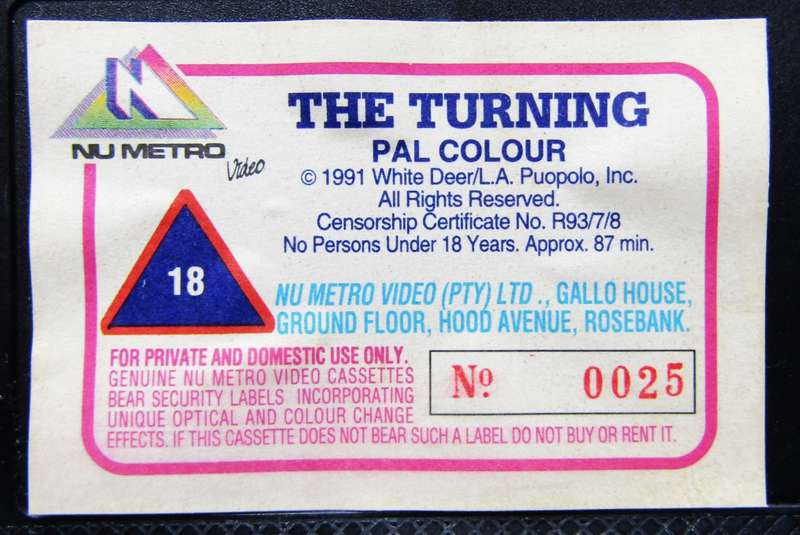 N
NU METRO
Video
THE TURNING
PAL COLOUR
© 1991 White Deer/L.A. Puopolo, Inc.
All Rights Reserved.
Censorship Certificate No. R93/7/8
No Persons Under 18 Years. Approx. 87 min.
18
NU METRO VIDEO (PTY) LTD ., GALLO HOUSE,
GROUND FLOOR, HOOD AVENUE, ROSEBANK.
FOR PRIVATE AND DOMESTIC USE ONLY.
GENUINE NU METRO VIDEO CASSETTES
BEAR SECURITY LABELS INCORPORATING
UNIQUE OPTICAL AND COLOUR CHANGE
EFFECTS. IF THIS CASSETTE DOES NOT BEAR SUCH A LABEL DO NOT BUY OR RENT IT.
Nº 0025